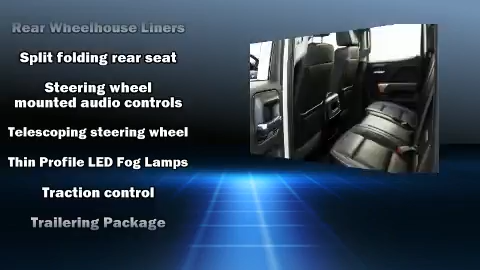 Rear Wheelhouse Liners
Split folding rear seat
Steering wheel
mounted audio controls
Telescoping steering wheel
Thin Profile LED Fog Lamps
Traction control
Trailering Package